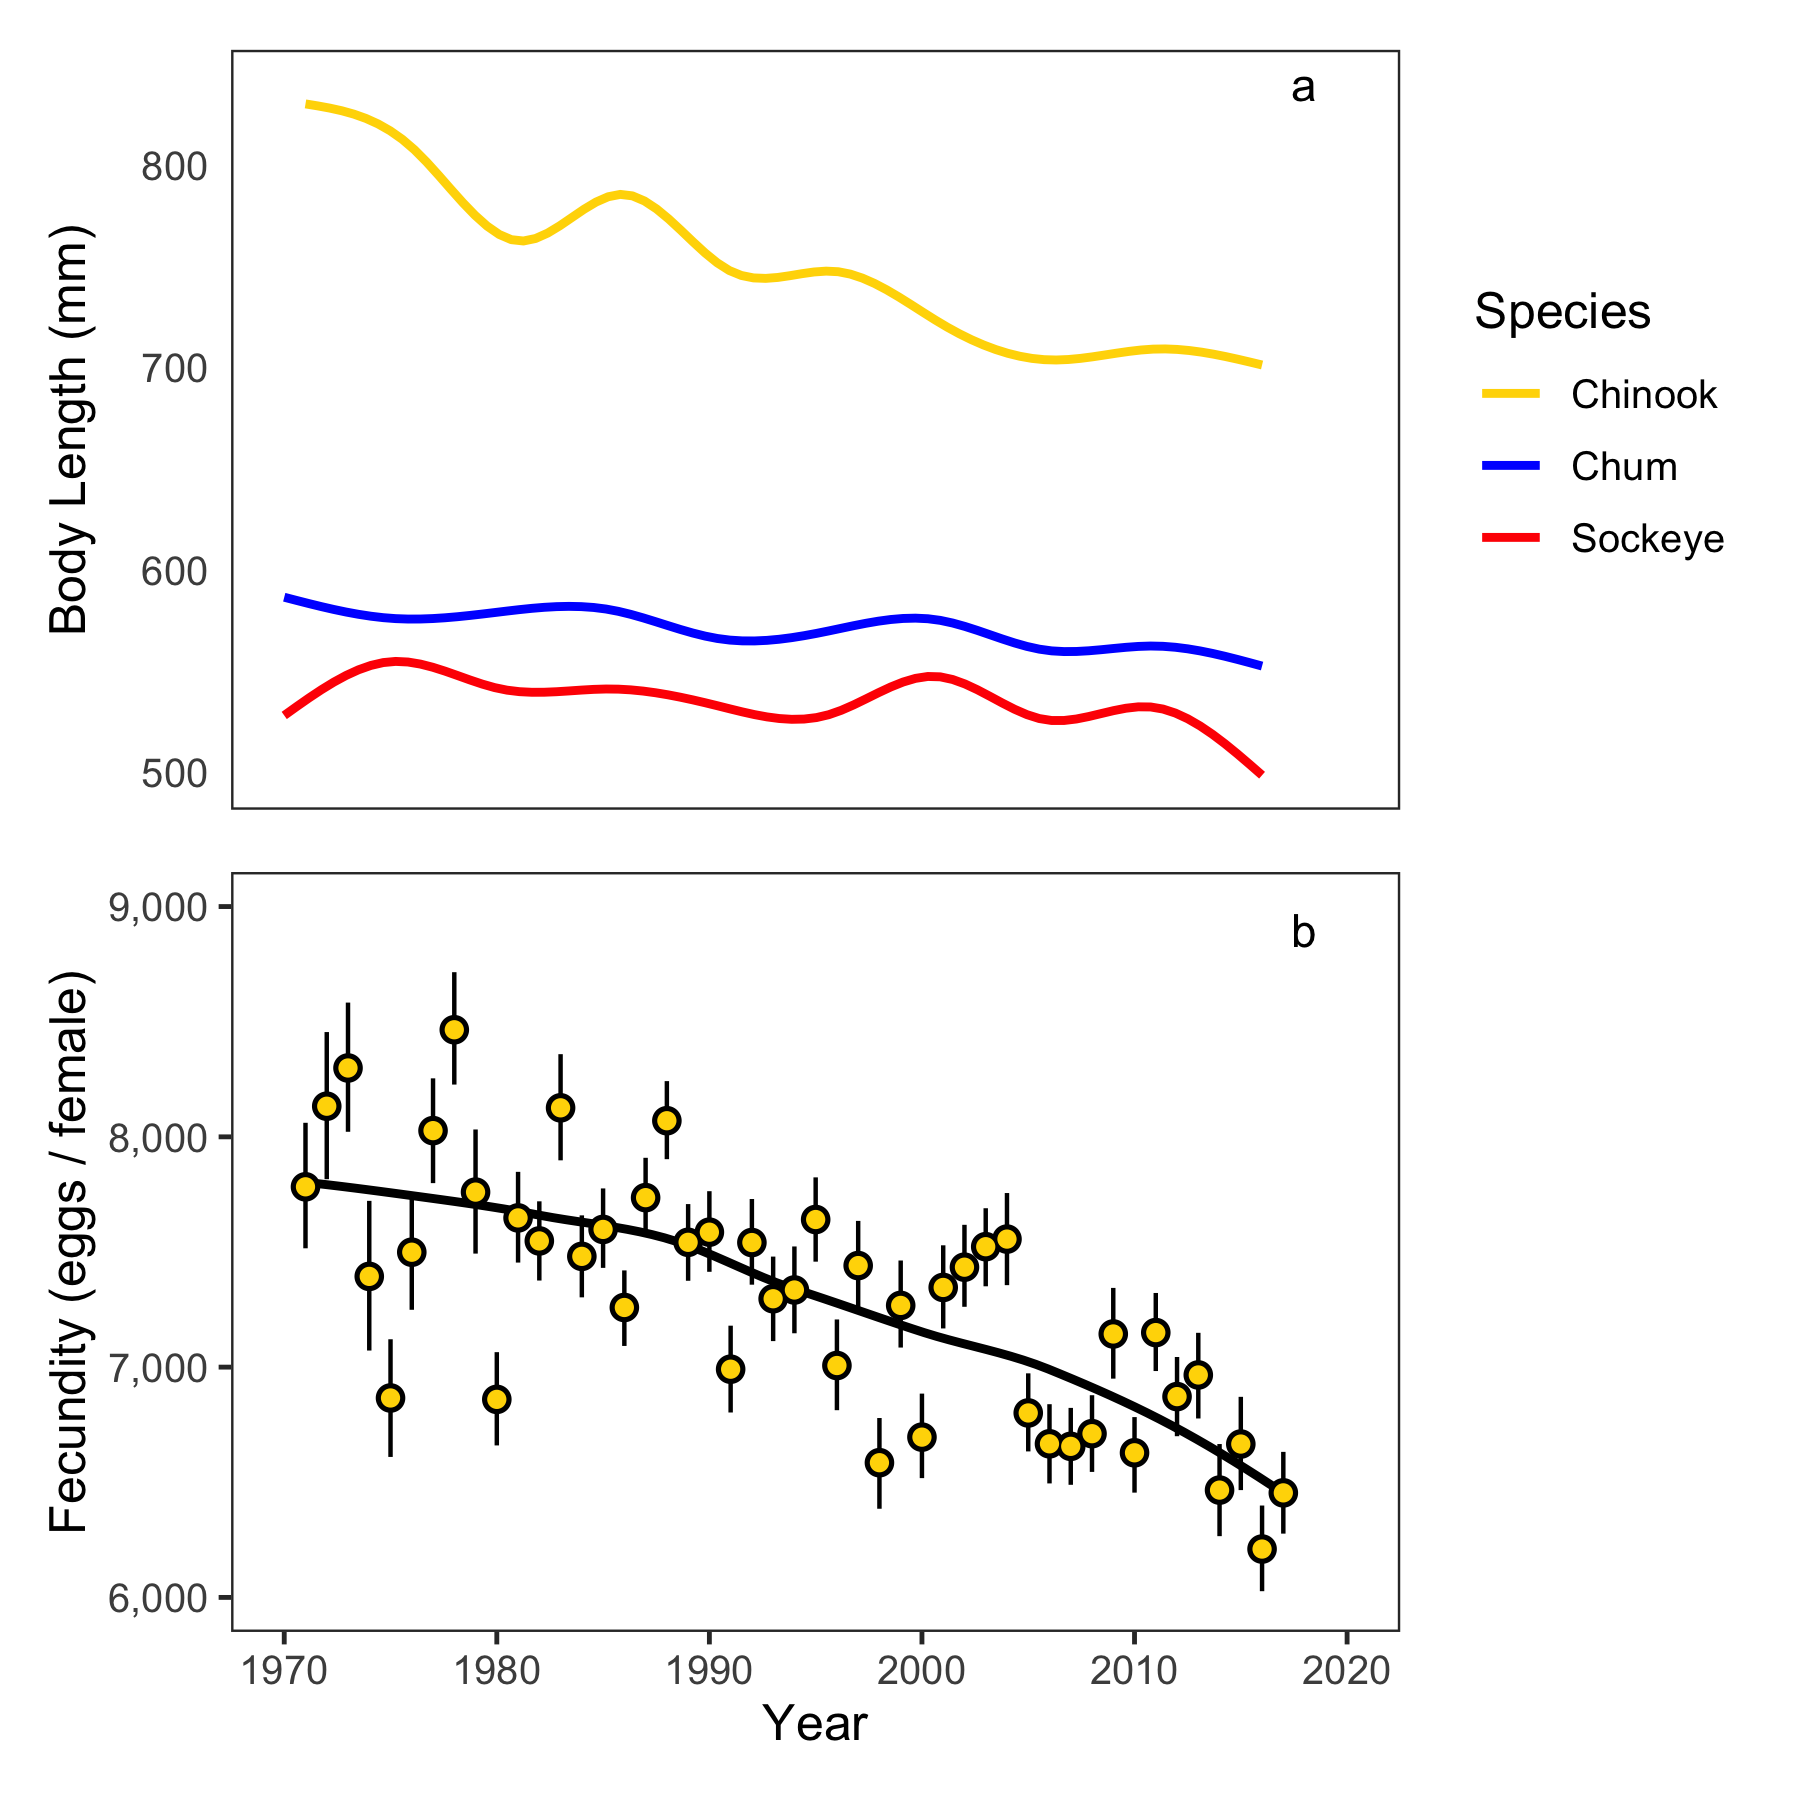 a
800
700
600
500
Body Length (mm)
Species
Chinook
Chum
Sockeye
b
9,000
8,000
7,000
6,000
Fecundity (eggs / female)
1970 1980 1990 2000 2010 2020
Year